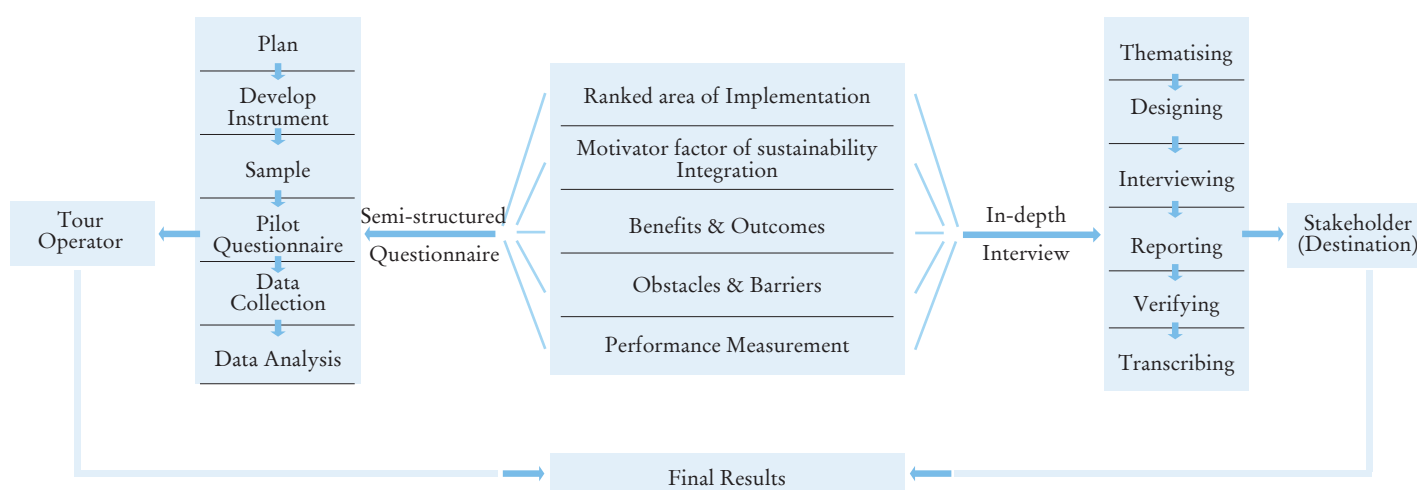 Plan
Develop
Instrument
Sample
Pilot
Questionnaire
Data
Collection
Data Analysis
Tour
Operator
Semi-structured
Questionnaire
Ranked area of Implementation
Motivator factor of sustainability
Integration
Benefits & Outcomes
Obstacles & Barriers
Performance Measurement
In-depth
Interview
Thematising
Designing
Interviewing
Reporting
Verifying
Transcribing
Stakeholder
(Destination)
Final Results